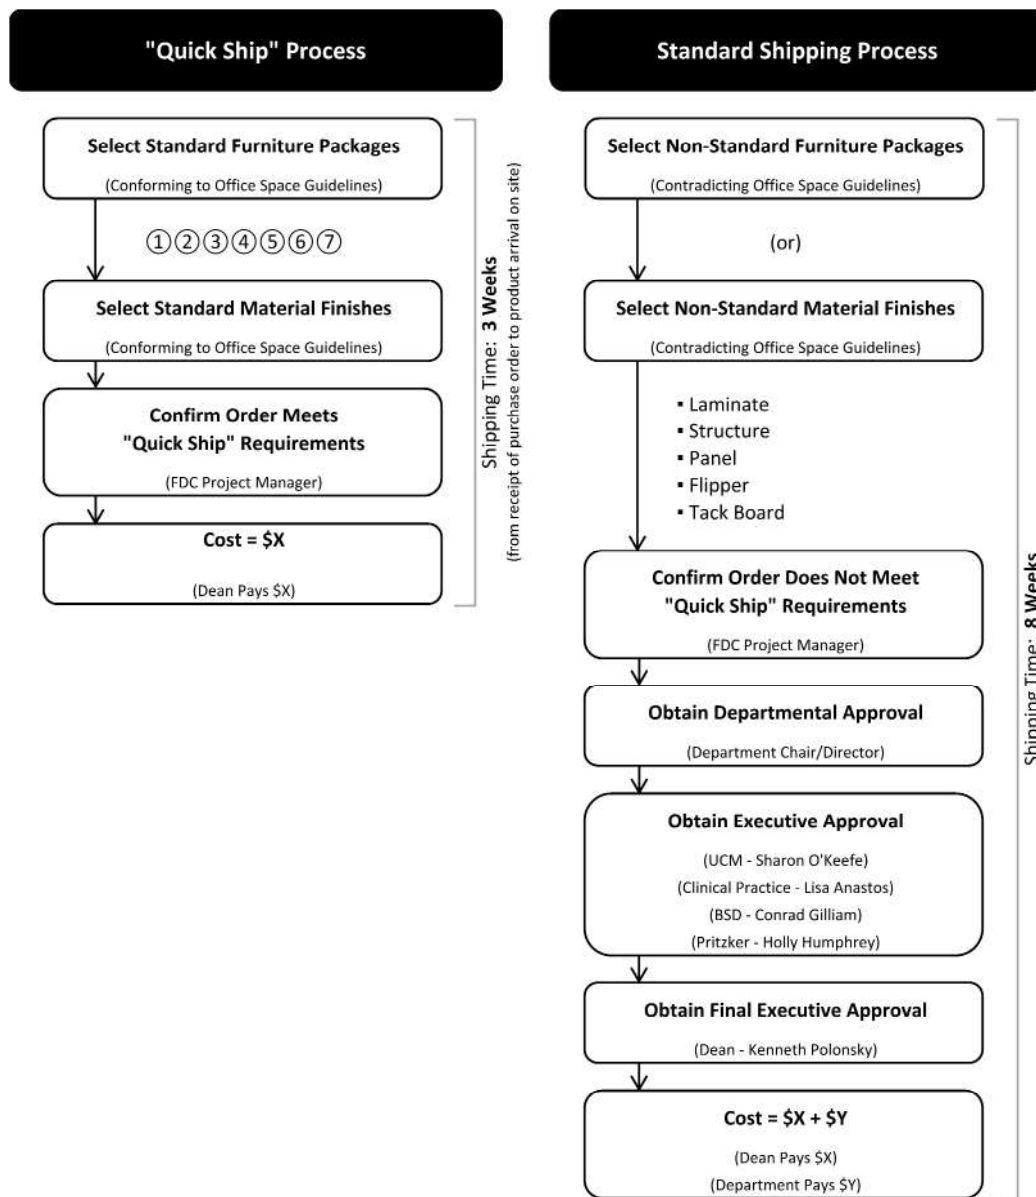 "Quick Ship" Process
Select Standard Furniture Packages
(Conforming to Office Space Guidelines)
①②③④⑤⑥⑦
Select Standard Material Finishes
(Conforming to Office Space Guidelines)
Confirm Order Meets
"Quick Ship" Requirements
(FDC Project Manager)
Cost = $X
(Dean Pays $X)
Shipping Time: 3 Weeks
(from receipt of purchase order to product arrival on site)
Standard Shipping Process
Select Non-Standard Furniture Packages
(Contradicting Office Space Guidelines)
(or)
Select Non-Standard Material Finishes
(Contradicting Office Space Guidelines)
▪ Laminate
▪ Structure
▪ Panel
▪ Flipper
▪ Tack Board
Confirm Order Does Not Meet
"Quick Ship" Requirements
(FDC Project Manager)
Obtain Departmental Approval
(Department Chair/Director)
Obtain Executive Approval
(UCM - Sharon O'Keefe)
(Clinical Practice - Lisa Anastos)
(BSD - Conrad Gilliam)
(Pritzker - Holly Humphrey)
Obtain Final Executive Approval
(Dean - Kenneth Polonsky)
Cost = $X + $Y
(Dean Pays $X)
(Department Pays $Y)
Shipping Time: 8 Weeks